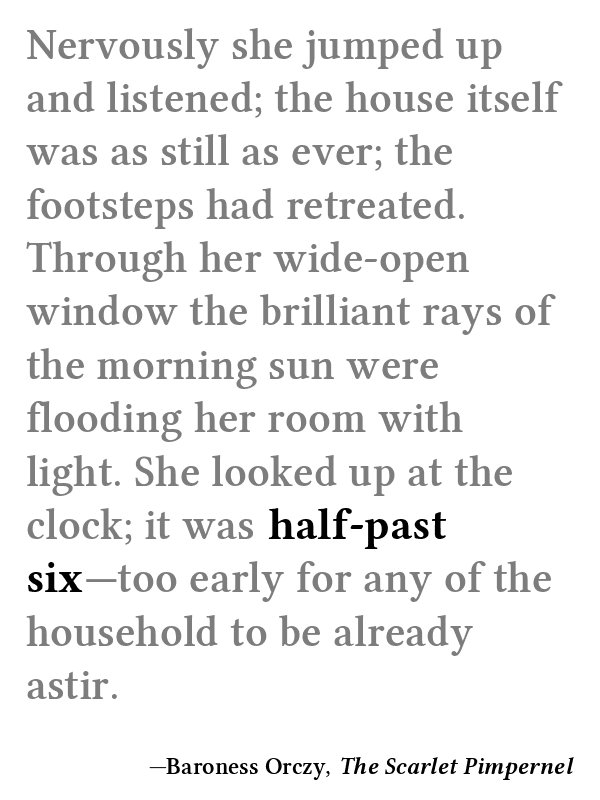 Nervously she jumped up
and listened; the house itself
was as still as ever; the
footsteps had retreated.
Through her wide-open
window the brilliant rays of
the morning sun were
flooding her room with
light. She looked up at the
clock; it was half-past
six—too early for any of the
household to be already
astir.
—Baroness Orczy, The Scarlet Pimpernel